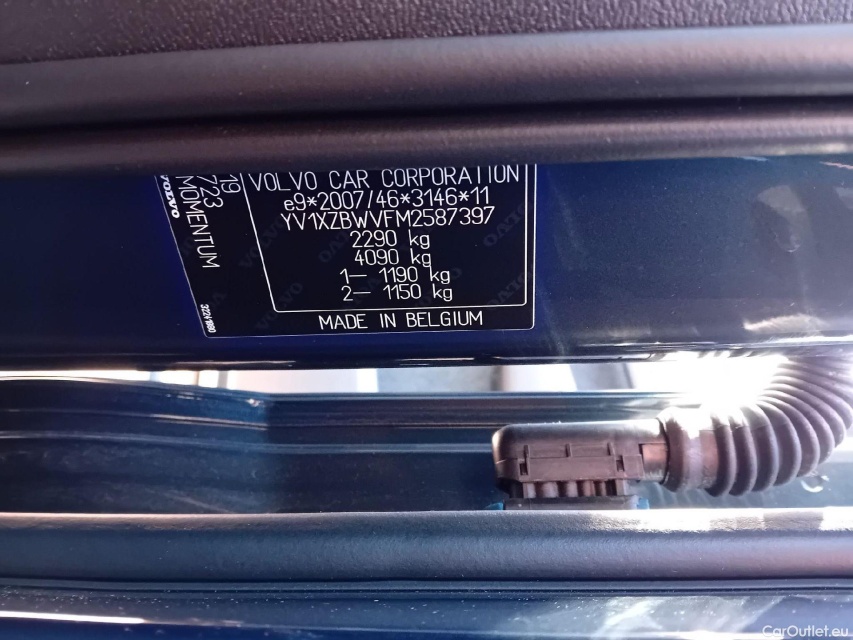 VOLVO CAR CORPORATION
e9*2007/46*3146*11
YV1XZBWVFM2587397
2290 kg
4090 kg
1— 1190 kg
2— 1150 kg
MADE IN BELGIUM
19
723
MOMENTUM
VOLVO
CarOutlet.eu